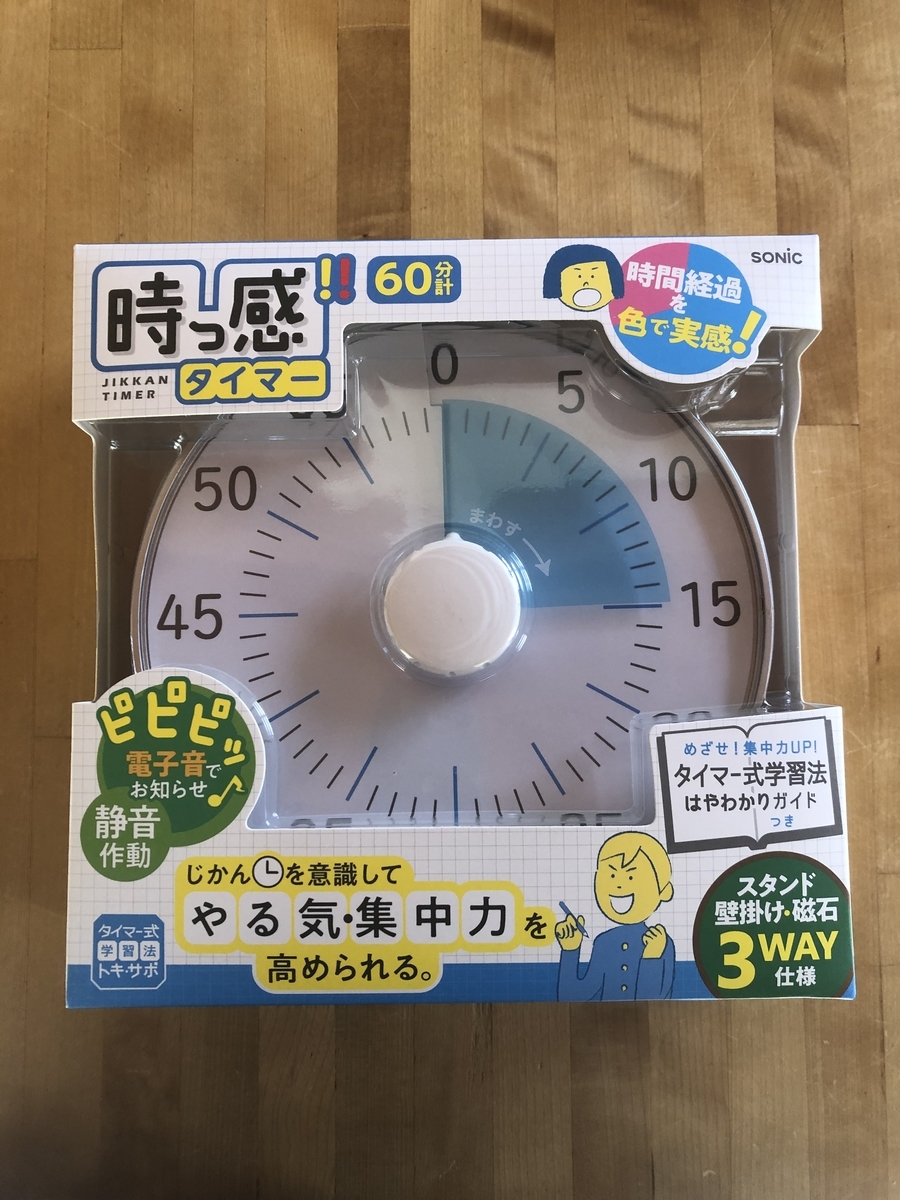 時っ感!!
JIKKAN
TIMER
タイマー
60分計
時間経過
を
色で実感!
SONIC
0
5
10
15
45
50
まわす
ピピピッ♪
電子音で
お知らせ
静音
作動
めざせ!集中力UP!
タイマー式学習法
はやわかりガイド
つき
じかんを意識して
やる気・集中力を
高められる。
タイマー式
学習法
トキ・サポ
スタンド
壁掛け・磁石
3WAY
仕様